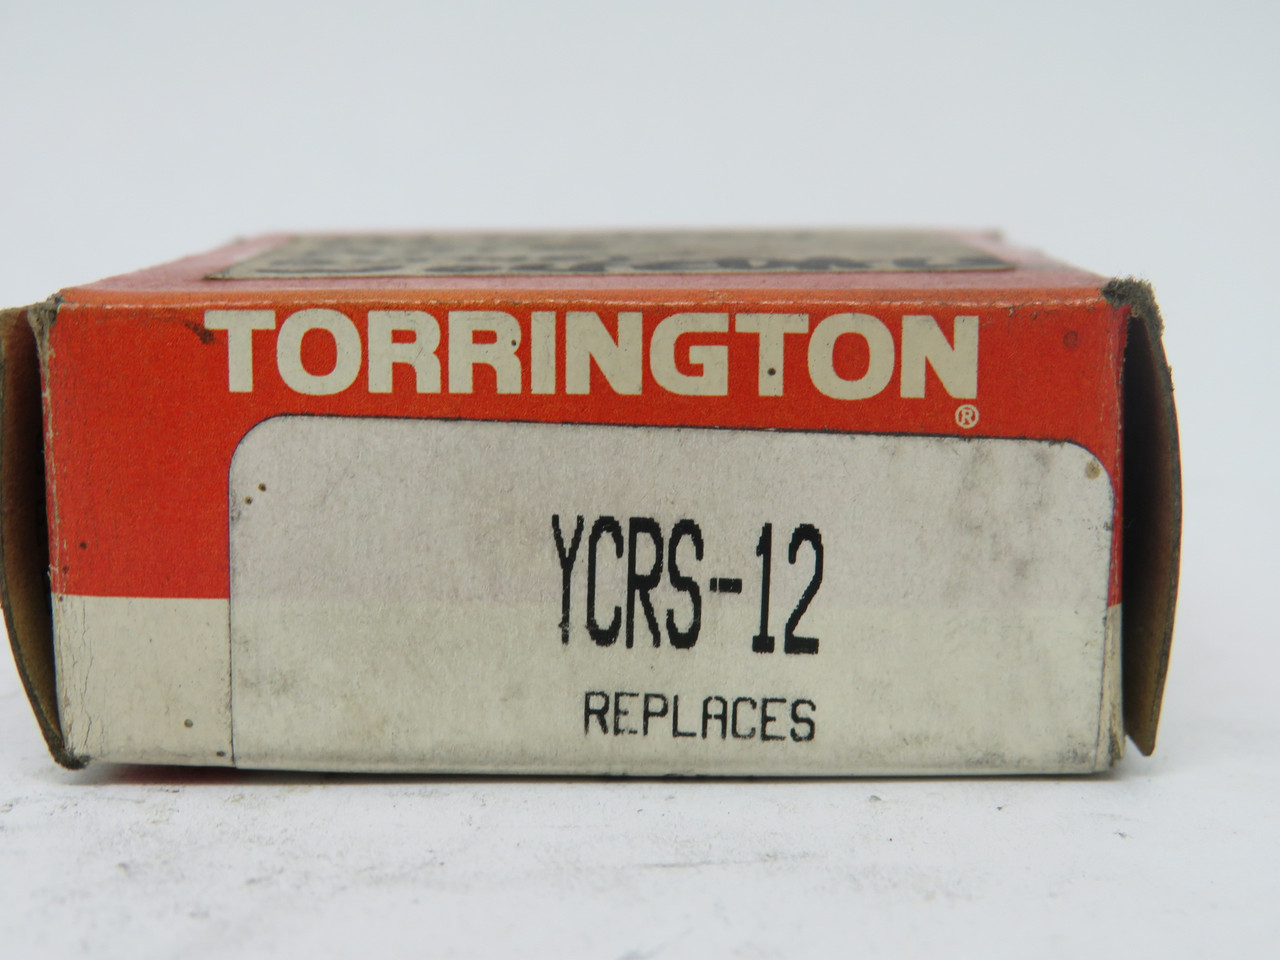 TORRINGTON®
YCRS-12
REPLACES